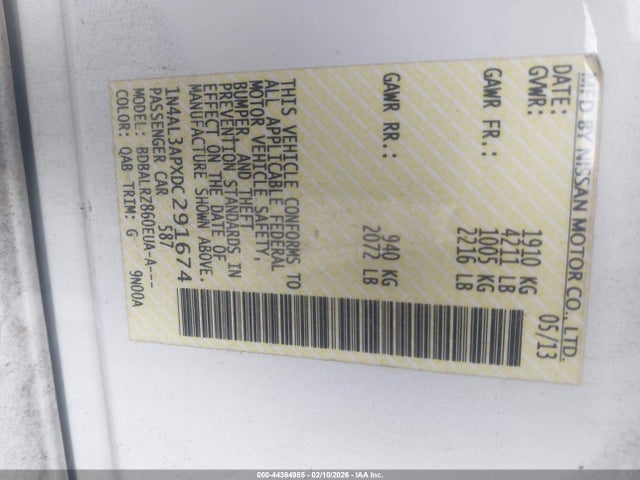 MFD BY NISSAN MOTOR CO., LTD.
DATE: 05/13
GVWR: 1910 KG
4211 LB
GAWR FR.: 1005 KG
2216 LB
GAWR RR.: 940 KG
2072 LB
THIS VEHICLE CONFORMS TO
ALL APPLICABLE FEDERAL
MOTOR VEHICLE SAFETY,
BUMPER, AND THEFT
PREVENTION STANDARDS IN
EFFECT ON THE DATE OF
MANUFACTURE SHOWN ABOVE.
1N4AL3APXDC291674
PASSENGER CAR 587
MODEL: BDBALRZ860EUA-A---
COLOR: QAB TRIM: G 9N00A
000-44364985 - 02/10/2026 - IAA Inc.